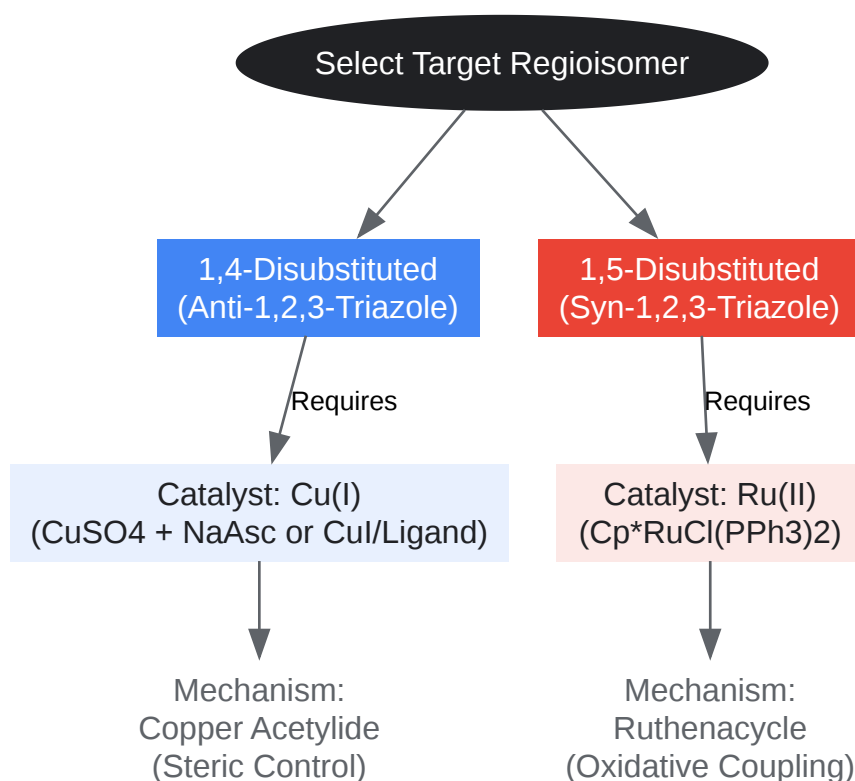 Select Target Regioisomer
1,4-Disubstituted
(Anti-1,2,3-Triazole)
1,5-Disubstituted
(Syn-1,2,3-Triazole)
Requires
Requires
Catalyst: Cu(I)
(CuSO4 + NaAsc or CuI/Ligand)
Catalyst: Ru(II)
(Cp*RuCl(PPh3)2)
Mechanism:
Copper Acetylide
(Steric Control)
Mechanism:
Ruthenacycle
(Oxidative Coupling)